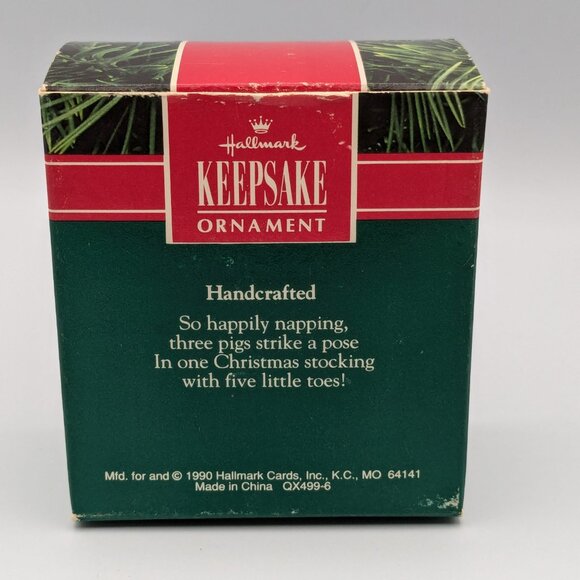 Hallmark
KEEPSAKE
ORNAMENT
Handcrafted
So happily napping,
three pigs strike a pose
In one Christmas stocking
with five little toes!
Mfd. for and © 1990 Hallmark Cards, Inc., K.C., MO 64141
Made in China QX499-6